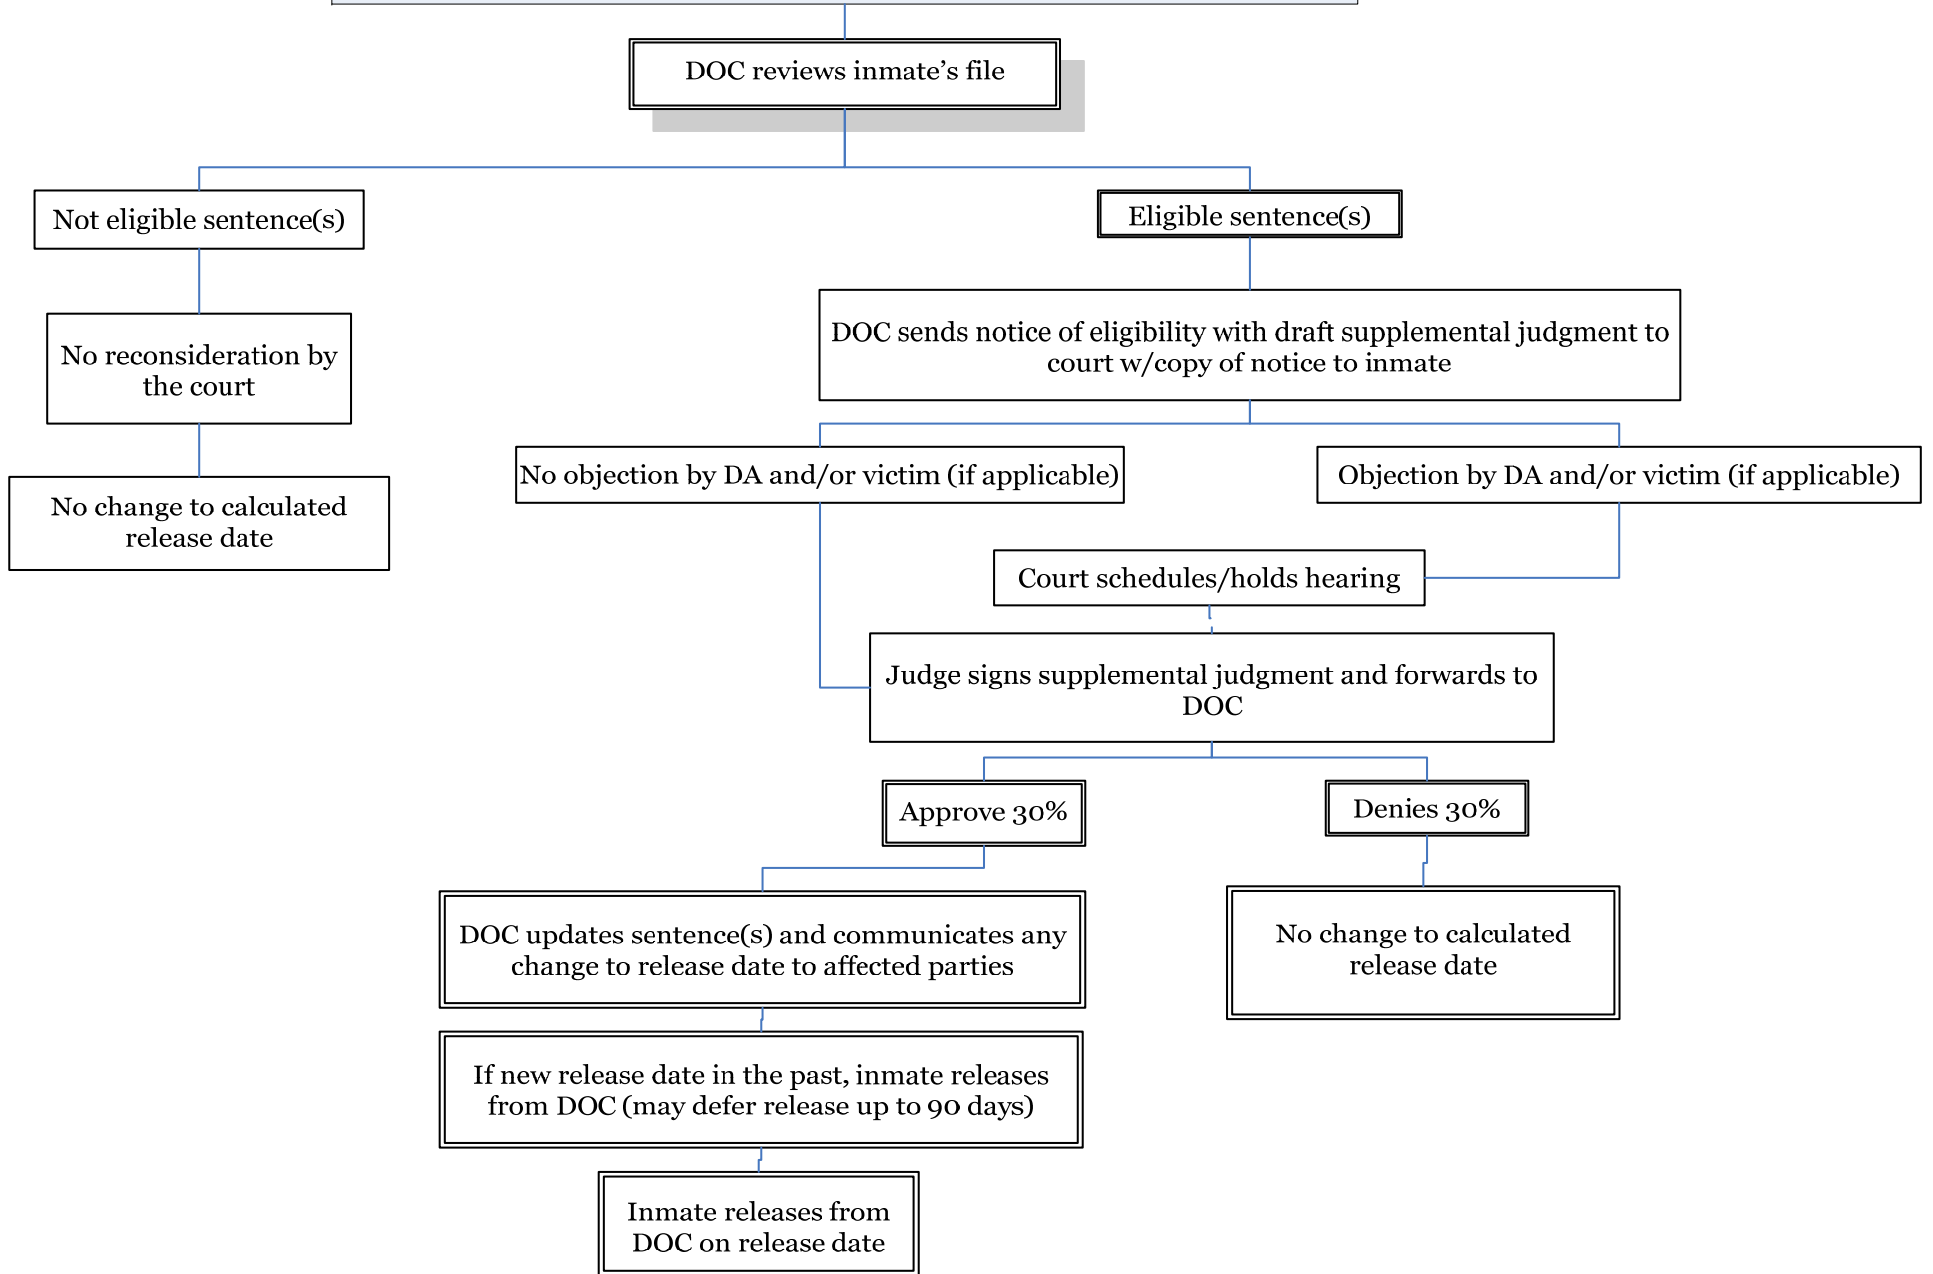 DOC reviews inmate’s file
Not eligible sentence(s)
Eligible sentence(s)
No reconsideration by
the court
DOC sends notice of eligibility with draft supplemental judgment to
court w/copy of notice to inmate
No change to calculated
release date
No objection by DA and/or victim (if applicable)
Objection by DA and/or victim (if applicable)
Court schedules/holds hearing
Judge signs supplemental judgment and forwards to
DOC
Approve 30%
Denies 30%
DOC updates sentence(s) and communicates any
change to release date to affected parties
No change to calculated
release date
If new release date in the past, inmate releases
from DOC (may defer release up to 90 days)
Inmate releases from
DOC on release date